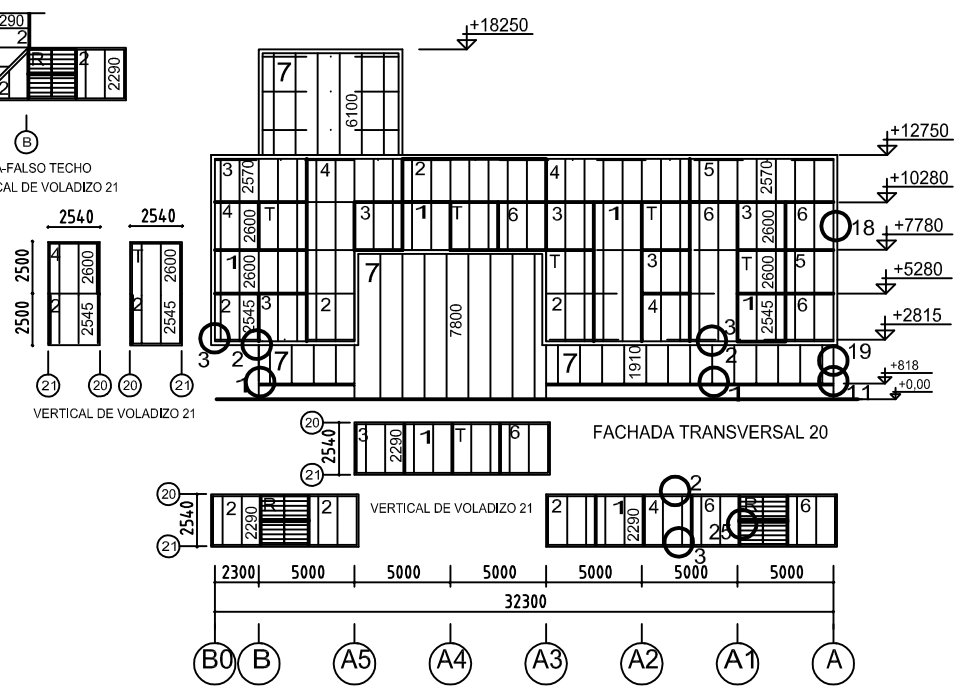 290
2
R 2
2 2290
B
A-FALSO TECHO
CAL DE VOLADIZO 21
+18250
7
6100
+12750
+10280
+7780
+5280
+2815
+818
+0,00
3 2570 4 2 4 5 2570
4 2600 T 3 1 T 6 3 1 T 6 3 2600 6
18
1 2600 7 T 3 T 2600 5
2 2545 3 2 7800 2 4 1 2545 6
3 2 7 7 1910 3 2 19
1 1 11
2540 2540
2500 4 2600 T 2600
2500 2 2545 2 2545
21 20 20 21
VERTICAL DE VOLADIZO 21
FACHADA TRANSVERSAL 20
20
2540
21
3 2290 1 T 6
20
2540
21
2 2290 R 2
VERTICAL DE VOLADIZO 21
2 1 2290 4 6 25 R 6
2
3
2300 5000 5000 5000 5000 5000 5000
32300
B0 B A5 A4 A3 A2 A1 A